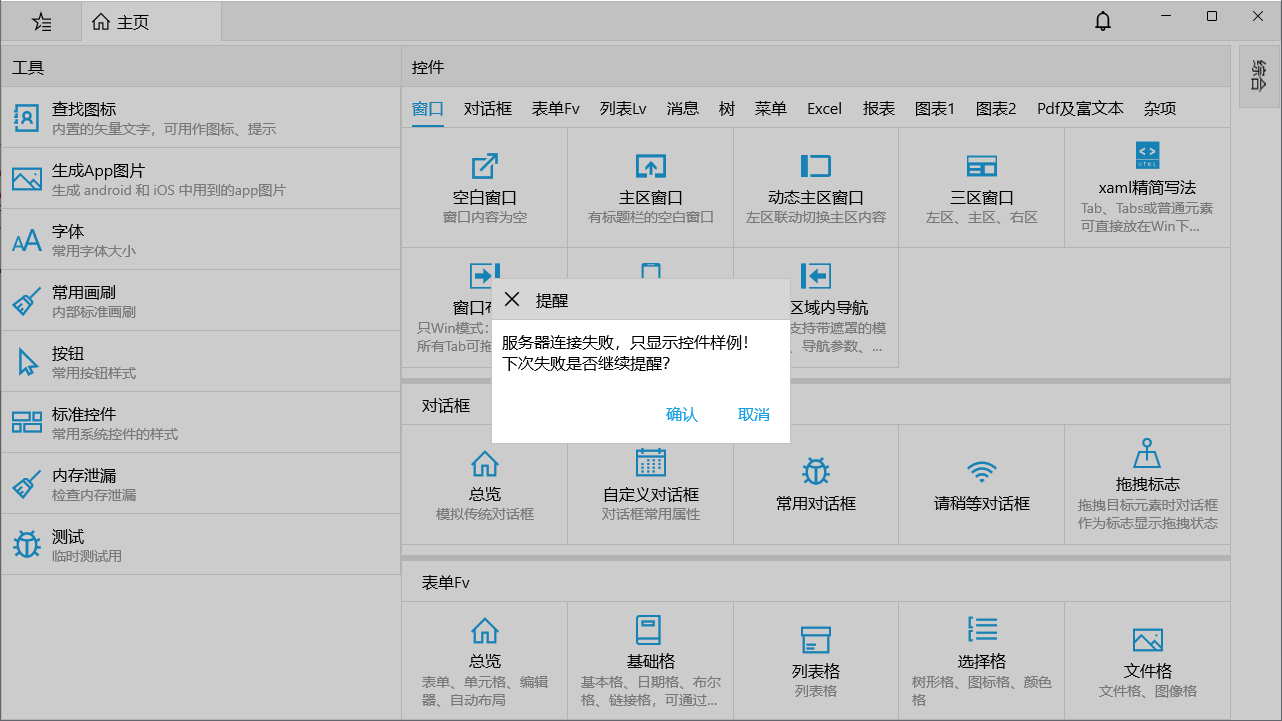 主页
工具
查找图标
内置的矢量文字，可用作图标、提示
生成App图片
生成 android 和 iOS 中用到的app图片
字体
常用字体大小
常用画刷
内部标准画刷
按钮
常用按钮样式
标准控件
常用系统控件的样式
内存泄漏
检查内存泄漏
测试
临时测试用
控件
窗口 对话框 表单Fv 列表Lv 消息 树 菜单 Excel 报表 图表1 图表2 Pdf及富文本 杂项
空白窗口
窗口内容为空
主区窗口
有标题栏的空白窗口
动态主区窗口
左区联动切换主区内容
三区窗口
左区、主区、右区
xaml精简写法
Tab、Tabs或普通元素
可直接放在Win下...
窗口
只Win模式：
所有Tab可拖
区域内导航
支持带遮罩的模
、导航参数、...
提醒
服务器连接失败，只显示控件样例！
下次失败是否继续提醒？
确认 取消
对话框
总览
模拟传统对话框
自定义对话框
对话框常用属性
常用对话框
请稍等对话框
拖拽标志
拖拽目标元素时对话框
作为标志显示拖拽状态
表单Fv
总览
表单、单元格、编辑
器、自动布局
基础格
基本格、日期格、布尔
格、链接格，可通过...
列表格
列表格
选择格
树形格、图标格、颜色
格
文件格
文件格、图像格
综合